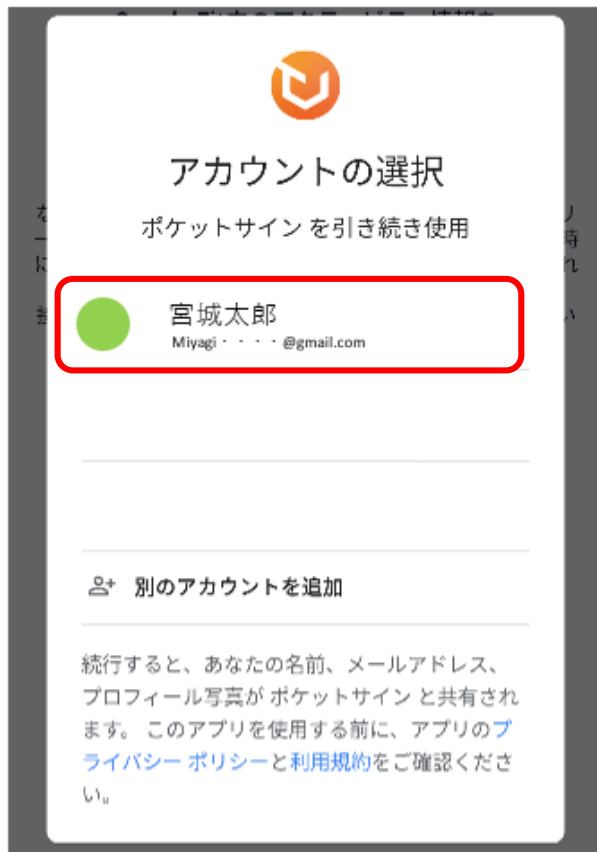 アカウントの選択
ポケットサイン を引き続き使用
宮城太郎
Miyagi・・・・@gmail.com
別のアカウントを追加
続行すると、あなたの名前、メールアドレス、
プロフィール写真が ポケットサイン と共有され
ます。 このアプリを使用する前に、アプリのプ
ライバシー ポリシーと利用規約をご確認くださ
い。